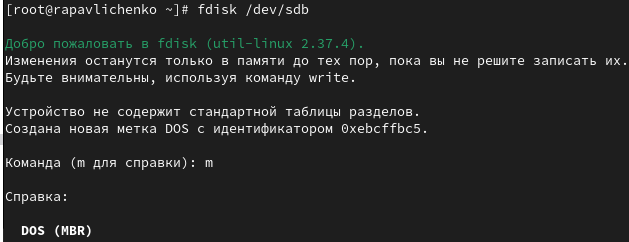 [root@rapavlichenko ~]# fdisk /dev/sdb
Добро пожаловать в fdisk (util-linux 2.37.4).
Изменения останутся только в памяти до тех пор, пока вы не решите записать их.
Будьте внимательны, используя команду write.
Устройство не содержит стандартной таблицы разделов.
Создана новая метка DOS с идентификатором 0xebcffbc5.
Команда (m для справки): m
Справка:
DOS (MBR)